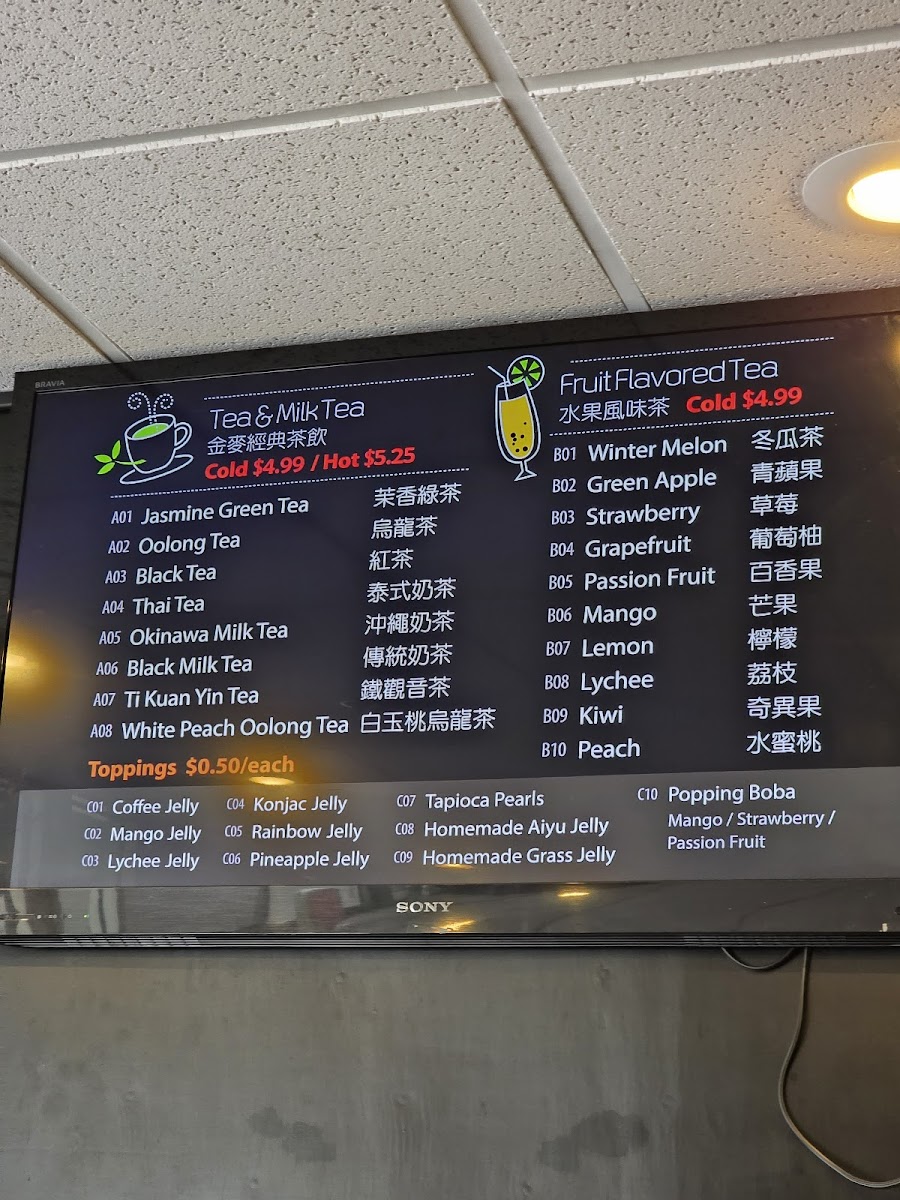 BRAVIA
Tea & Milk Tea
金麥經典茶飲
Cold $4.99 / Hot $5.25
A01 Jasmine Green Tea 茉香綠茶
A02 Oolong Tea 烏龍茶
A03 Black Tea 紅茶
A04 Thai Tea 泰式奶茶
A05 Okinawa Milk Tea 沖繩奶茶
A06 Black Milk Tea 傳統奶茶
A07 Ti Kuan Yin Tea 鐵觀音茶
A08 White Peach Oolong Tea 白玉桃烏龍茶
Fruit Flavored Tea
水果風味茶 Cold $4.99
B01 Winter Melon 冬瓜茶
B02 Green Apple 青蘋果
B03 Strawberry 草莓
B04 Grapefruit 葡萄柚
B05 Passion Fruit 百香果
B06 Mango 芒果
B07 Lemon 檸檬
B08 Lychee 荔枝
B09 Kiwi 奇異果
B10 Peach 水蜜桃
Toppings $0.50/each
C01 Coffee Jelly
C02 Mango Jelly
C03 Lychee Jelly
C04 Konjac Jelly
C05 Rainbow Jelly
C06 Pineapple Jelly
C07 Tapioca Pearls
C08 Homemade Aiyu Jelly
C09 Homemade Grass Jelly
C10 Popping Boba
Mango / Strawberry /
Passion Fruit
SONY